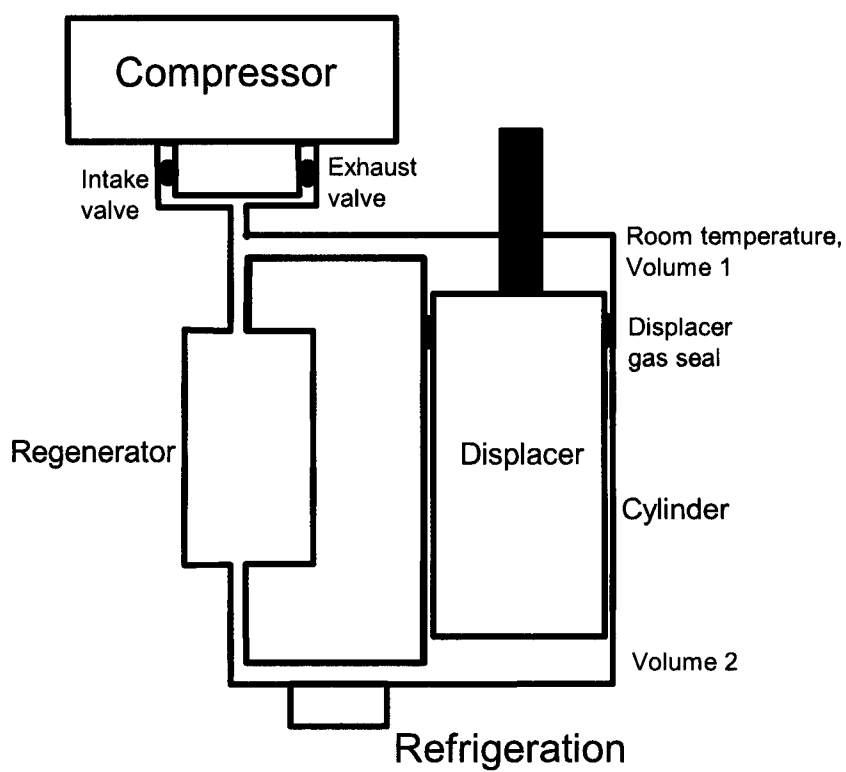 Compressor
Intake
valve
Exhaust
valve
Room temperature,
Volume 1
Displacer
gas seal
Regenerator
Displacer
Cylinder
Volume 2
Refrigeration